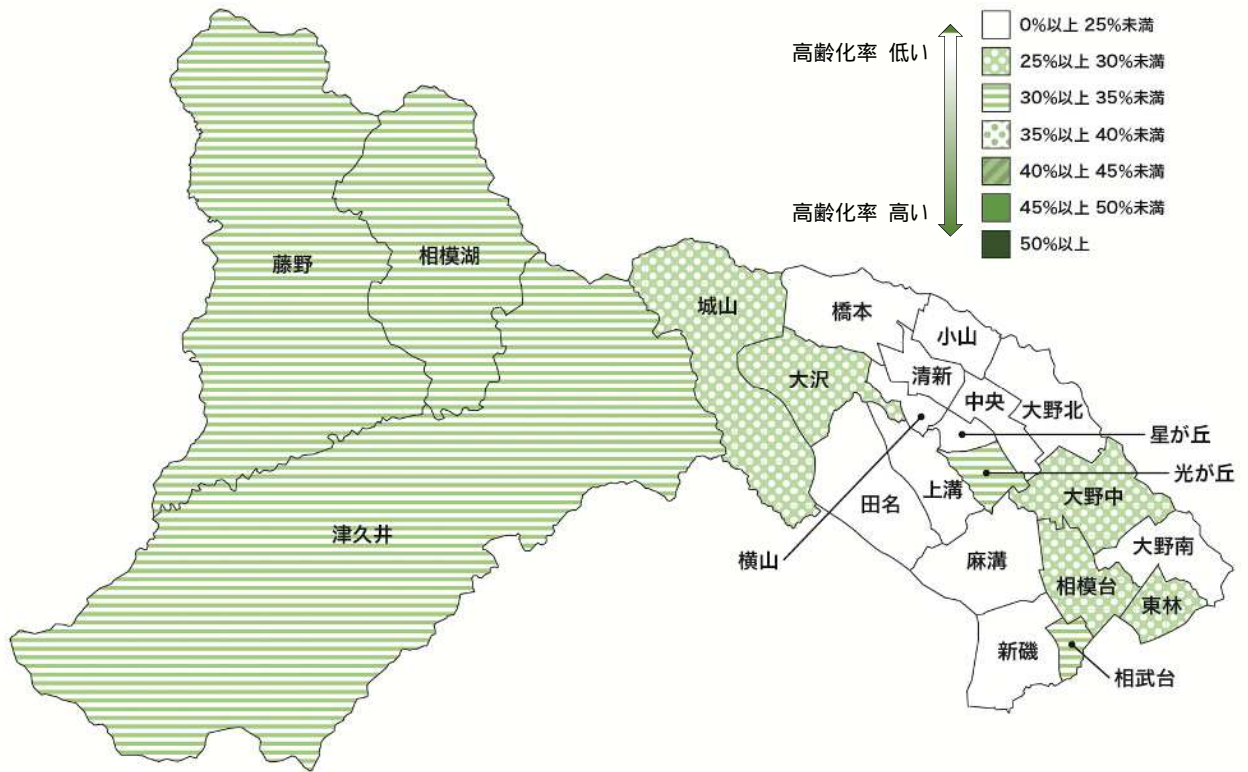 高齢化率 低い
高齢化率 高い
0%以上 25%未満
25%以上 30%未満
30%以上 35%未満
35%以上 40%未満
40%以上 45%未満
45%以上 50%未満
50%以上
藤野
相模湖
津久井
城山
大沢
橋本
小山
清新
中央
大野北
星が丘
光が丘
横山
上溝
田名
麻溝
大野中
大野南
相模台
東林
新磯
相武台